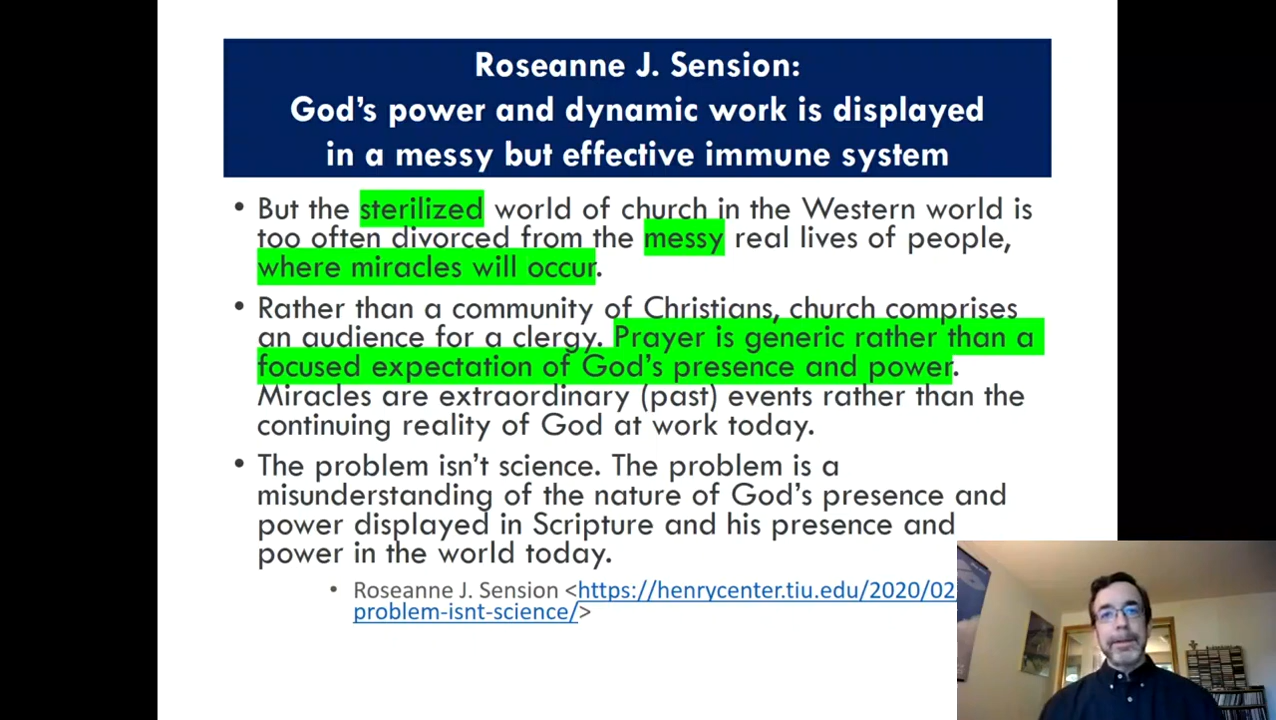 Roseanne J. Sension:
God's power and dynamic work is displayed
in a messy but effective immune system
• But the sterilized world of church in the Western world is
too often divorced from the messy real lives of people,
where miracles will occur.
• Rather than a community of Christians, church comprises
an audience for a clergy. Prayer is generic rather than a
focused expectation of God's presence and power.
Miracles are extraordinary (past) events rather than the
continuing reality of God at work today.
• The problem isn't science. The problem is a
misunderstanding of the nature of God's presence and
power displayed in Scripture and his presence and
power in the world today.
• Roseanne J. Sension <https://henrycenter.tiu.edu/2020/02
problem-isnt-science/>